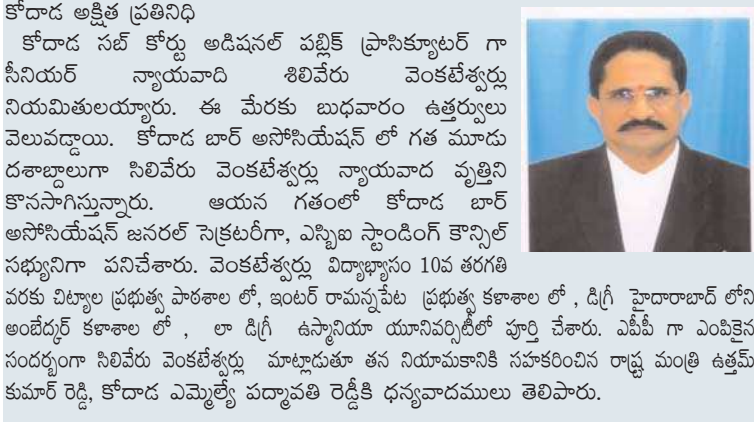 కోదాడ అక్షిత ప్రతినిధి
కోదాడ సబ్ కోర్టు అడిషనల్ పబ్లిక్ ప్రాసిక్యూటర్ గా
సీనియర్ న్యాయవాది శిలివేరు వెంకటేశ్వర్లు
నియమితులయ్యారు. ఈ మేరకు బుధవారం ఉత్తర్వులు
వెలువడ్డాయి. కోదాడ బార్ అసోసియేషన్ లో గత మూడు
దశాబ్దాలుగా సిలివేరు వెంకటేశ్వర్లు న్యాయవాద వృత్తిని
కొనసాగిస్తున్నారు. ఆయన గతంలో కోదాడ బార్
అసోసియేషన్ జనరల్ సెక్రటరీగా, ఎస్బిఐ స్టాండింగ్ కౌన్సిల్
సభ్యునిగా పనిచేశారు. వెంకటేశ్వర్లు విద్యాభ్యాసం 10వ తరగతి
వరకు చిట్యాల ప్రభుత్వ పాఠశాల లో, ఇంటర్ రామన్నపేట ప్రభుత్వ కళాశాల లో , డిగ్రీ హైదారాబాద్ లోని
అంబేద్కర్ కళాశాల లో , లా డిగ్రీ ఉస్మానియా యూనివర్సిటీలో పూర్తి చేశారు. ఎపీపీ గా ఎంపికైన
సందర్బంగా సిలివేరు వెంకటేశ్వర్లు మాట్లాడుతూ తన నియామకానికి సహకరించిన రాష్ట్ర మంత్రి ఉత్తమ్
కుమార్ రెడ్డి, కోదాడ ఎమ్మెల్యే పద్మావతి రెడ్డీకి ధన్యవాదములు తెలిపారు.